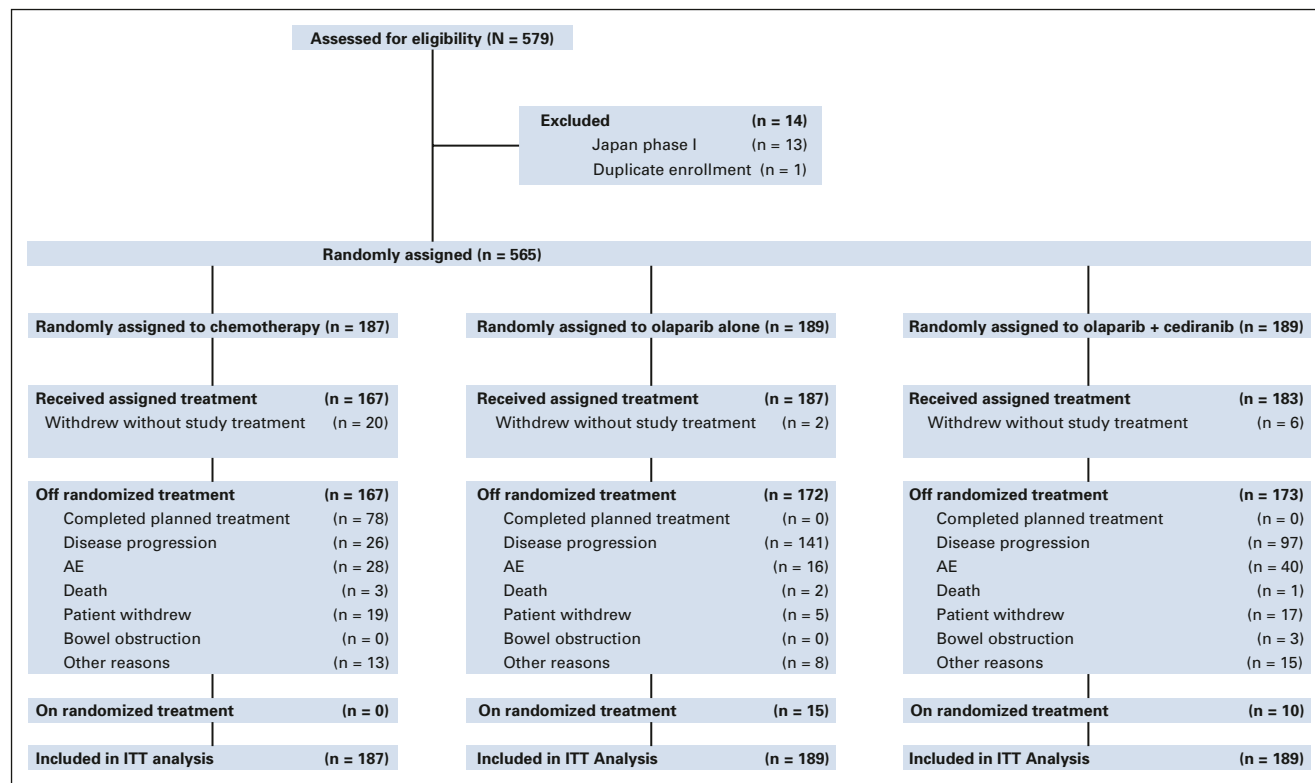 Assessed for eligibility (N = 579)
Excluded (n = 14)
Japan phase I (n = 13)
Duplicate enrollment (n = 1)
Randomly assigned (n = 565)
Randomly assigned to chemotherapy (n = 187)
Received assigned treatment (n = 167)
Withdrew without study treatment (n = 20)
Off randomized treatment (n = 167)
Completed planned treatment (n = 78)
Disease progression (n = 26)
AE (n = 28)
Death (n = 3)
Patient withdrew (n = 19)
Bowel obstruction (n = 0)
Other reasons (n = 13)
On randomized treatment (n = 0)
Included in ITT analysis (n = 187)
Randomly assigned to olaparib alone (n = 189)
Received assigned treatment (n = 187)
Withdrew without study treatment (n = 2)
Off randomized treatment (n = 172)
Completed planned treatment (n = 0)
Disease progression (n = 141)
AE (n = 16)
Death (n = 2)
Patient withdrew (n = 5)
Bowel obstruction (n = 0)
Other reasons (n = 8)
On randomized treatment (n = 15)
Included in ITT Analysis (n = 189)
Randomly assigned to olaparib + cediranib (n = 189)
Received assigned treatment (n = 183)
Withdrew without study treatment (n = 6)
Off randomized treatment (n = 173)
Completed planned treatment (n = 0)
Disease progression (n = 97)
AE (n = 40)
Death (n = 1)
Patient withdrew (n = 17)
Bowel obstruction (n = 3)
Other reasons (n = 15)
On randomized treatment (n = 10)
Included in ITT Analysis (n = 189)